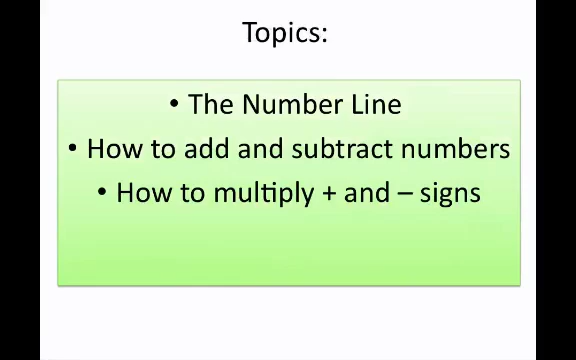 Topics:
• The Number Line
• How to add and subtract numbers
• How to multiply + and – signs